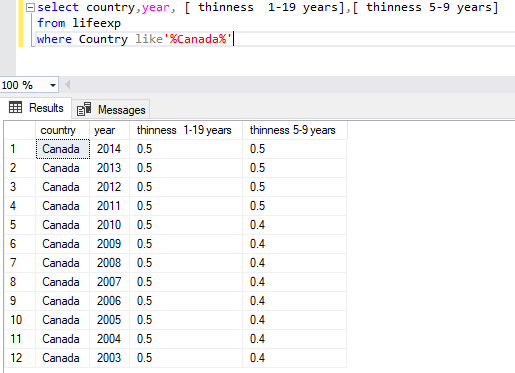 select country,year, [ thinness  1-19 years],[ thinness 5-9 years]
from lifeexp
where Country like'%Canada%'
100 %
Results Messages
country year thinness  1-19 years thinness 5-9 years
1 Canada 2014 0.5 0.5
2 Canada 2013 0.5 0.5
3 Canada 2012 0.5 0.5
4 Canada 2011 0.5 0.5
5 Canada 2010 0.5 0.4
6 Canada 2009 0.5 0.4
7 Canada 2008 0.5 0.4
8 Canada 2007 0.5 0.4
9 Canada 2006 0.5 0.4
10 Canada 2005 0.5 0.4
11 Canada 2004 0.5 0.4
12 Canada 2003 0.5 0.4